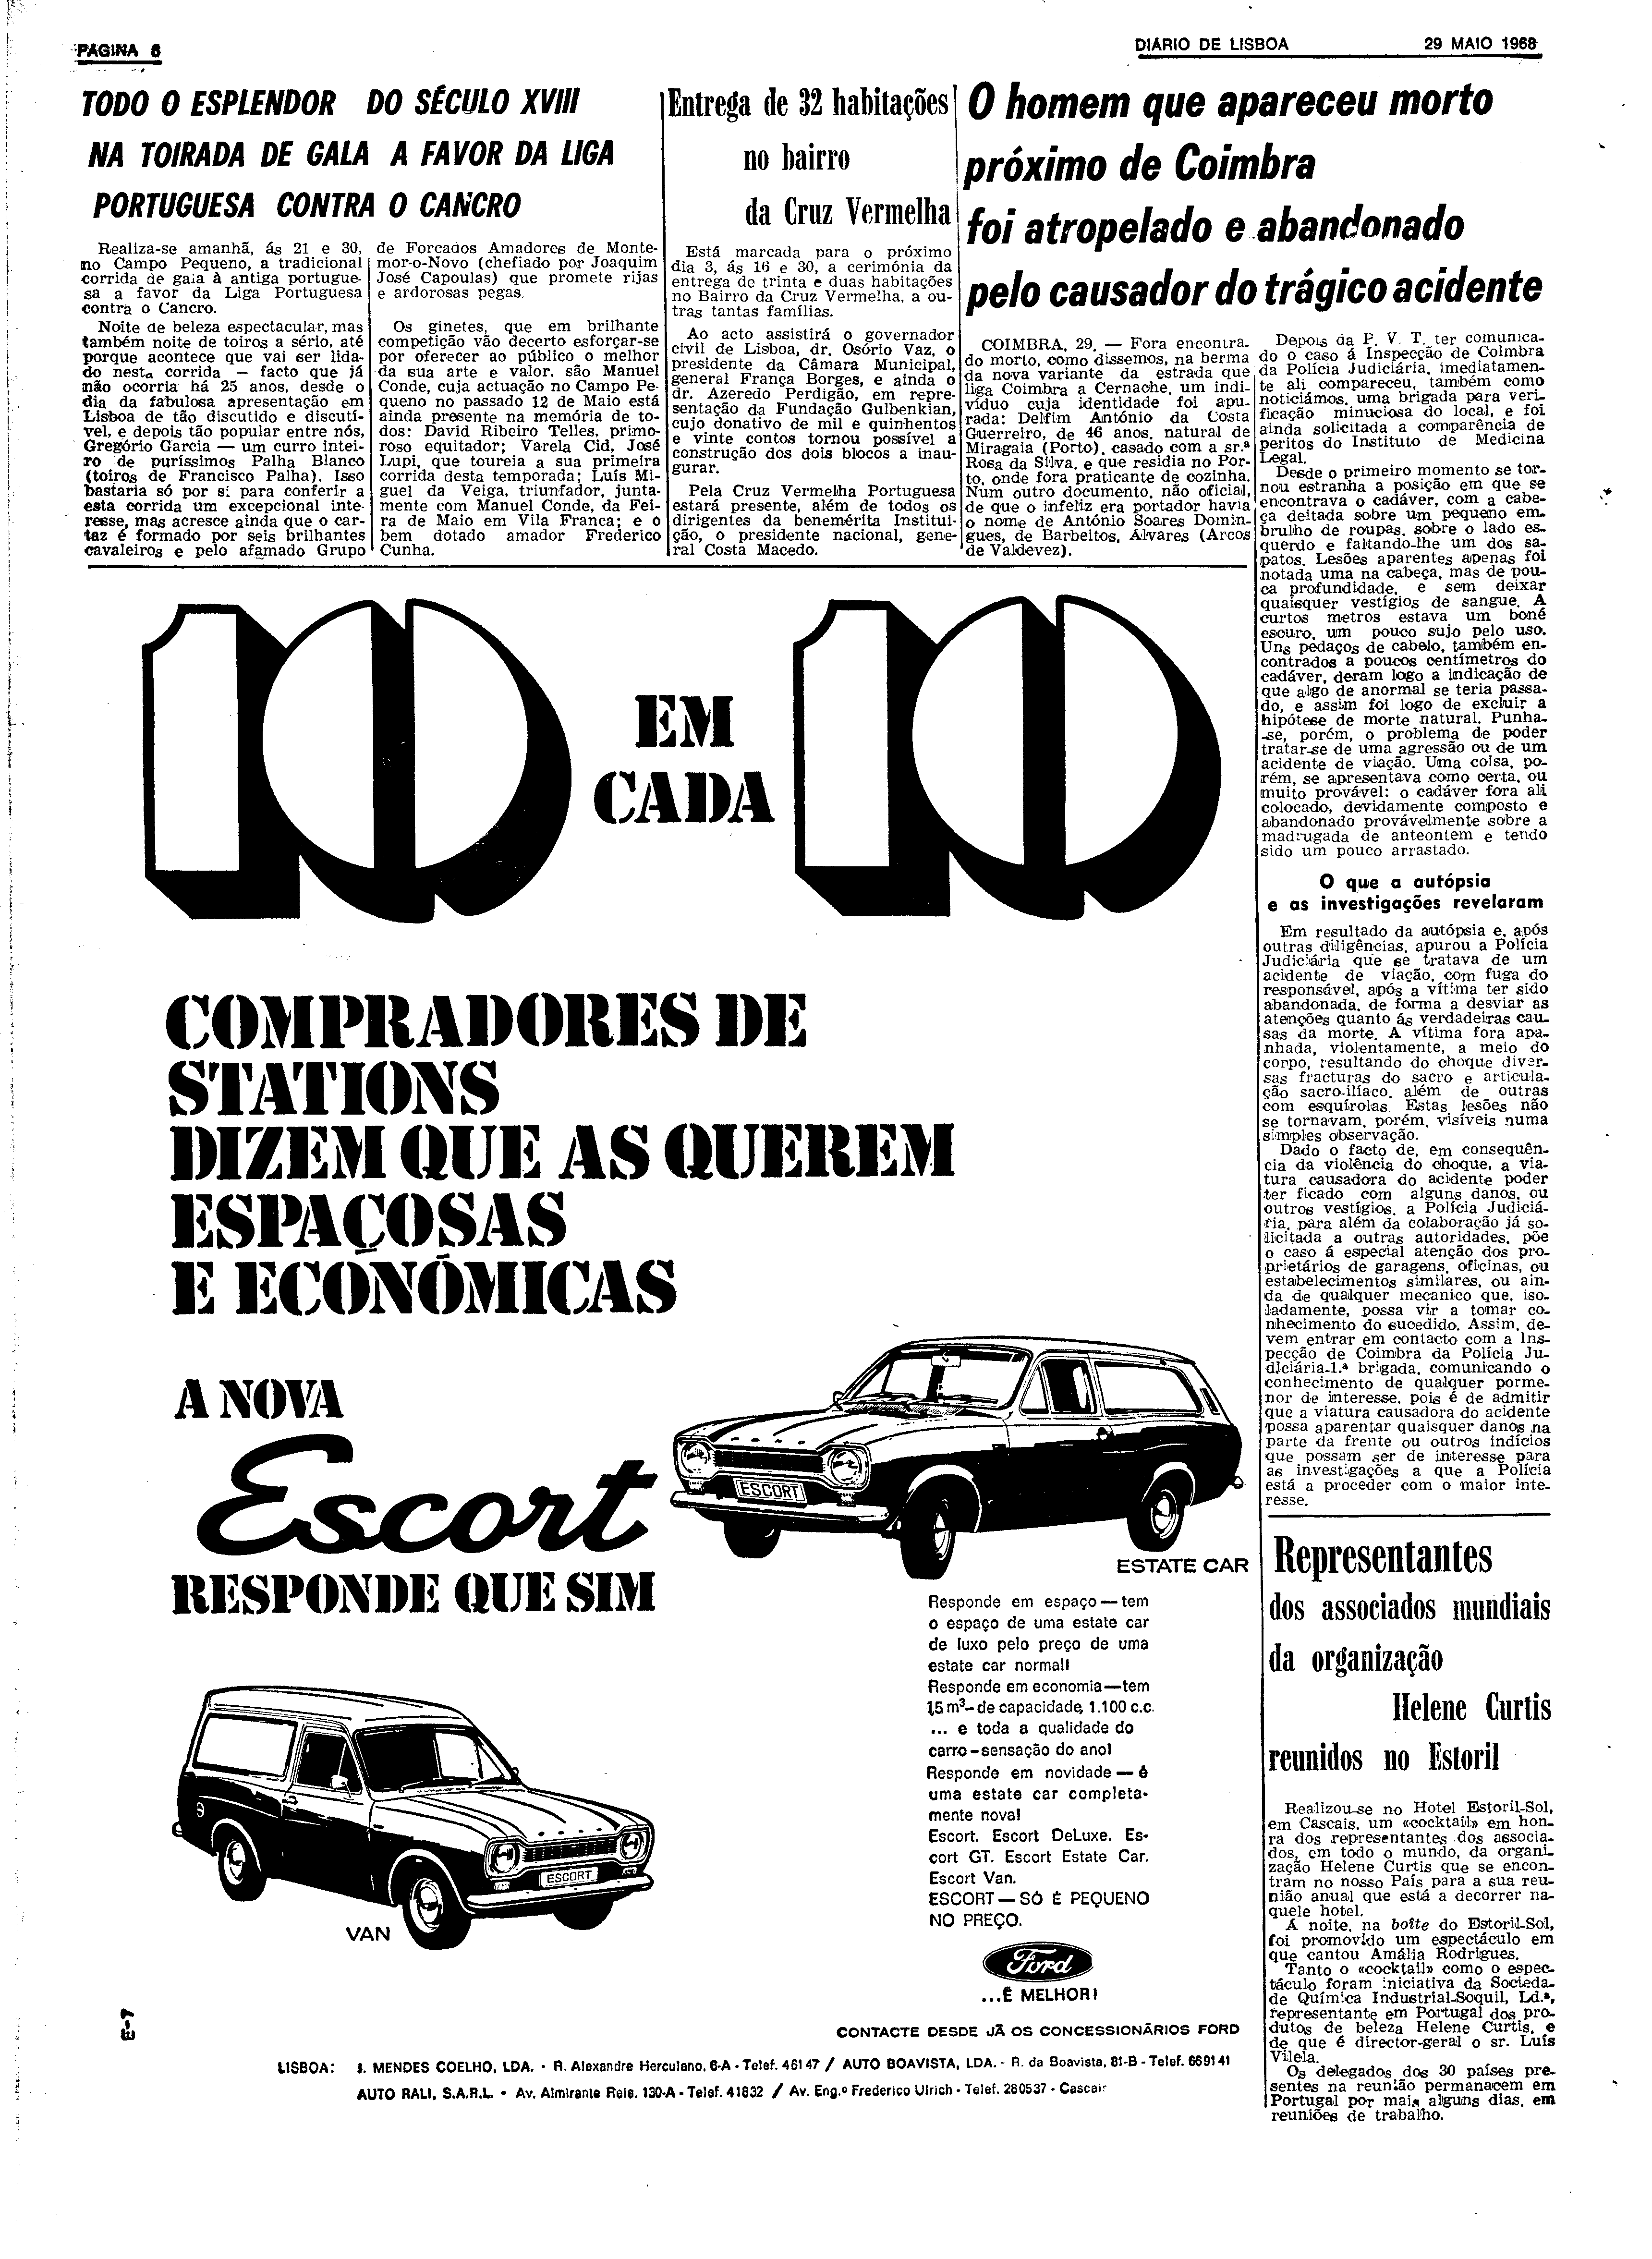 PÁGINA 6
DIARIO DE LISBOA
29 MAIO 1968
TODO O ESPLENDOR DO SÉCULO XVIII
NA TOIRADA DE GALA A FAVOR DA LIGA
PORTUGUESA CONTRA O CANCRO
Realiza-se amanhã, ás 21 e 30,
no Campo Pequeno, a tradicional
corrida de gala à antiga portugue-
sa a favor da Liga Portuguesa
contra o Cancro.
Noite de beleza espectacular, mas
também noite de toiros a sério, até
porque acontece que vai ser lida-
do nesta corrida — facto que já
não ocorria há 25 anos, desde o
dia da fabulosa apresentação em
Lisboa de tão discutido e discutí-
vel, e depois tão popular entre nós,
Gregório Garcia — um curro intei-
ro de puríssimos Palha Blanco
(toiros de Francisco Palha). Isso
bastaria só por si para conferir a
esta corrida um excepcional inte-
resse, mas acresce ainda que o car-
taz é formado por seis brilhantes
cavaleiros e pelo afamado Grupo
de Forcados Amadores de Monte-
mor-o-Novo (chefiado por Joaquim
José Capoulas) que promete rijas
e ardorosas pegas.
Os ginetes, que em brilhante
competição vão decerto esforçar-se
por oferecer ao público o melhor
da sua arte e valor, são Manuel
Conde, cuja actuação no Campo Pe-
queno no passado 12 de Maio está
ainda presente na memória de to-
dos: David Ribeiro Telles, primo-
roso equitador; Varela Cid, José
Lupi, que toureia a sua primeira
corrida desta temporada; Luís Mi-
guel da Veiga, triunfador, junta-
mente com Manuel Conde, da Fei-
ra de Maio em Vila Franca; e o
bem dotado amador Frederico
Cunha.
Entrega de 32 habitações
no bairro
da Cruz Vermelha
Está marcada para o próximo
dia 3, ás 16 e 30, a cerimónia da
entrega de trinta e duas habitações
no Bairro da Cruz Vermelha, a ou-
tras tantas famílias.
Ao acto assistirá o governador
civil de Lisboa, dr. Osório Vaz, o
presidente da Câmara Municipal,
general França Borges, e ainda o
dr. Azeredo Perdigão, em repre-
sentação da Fundação Gulbenkian,
cujo donativo de mil e quinhentos
e vinte contos tornou possível a
construção dos dois blocos a inau-
gurar.
Pela Cruz Vermelha Portuguesa
estará presente, além de todos os
dirigentes da benemérita Institui-
ção, o presidente nacional, gene-
ral Costa Macedo.
O homem que apareceu morto
próximo de Coimbra
foi atropelado e abandonado
pelo causador do trágico acidente
COIMBRA, 29. — Fora encontra-
do morto, como dissemos, na berma
da nova variante da estrada que
liga Coimbra a Cernache, um indi-
víduo cuja identidade foi apu-
rada: Delfim António da Costa
Guerreiro, de 46 anos, natural de
Miragaia (Porto), casado com a sr.ª
Rosa da Silva, e que residia no Por-
to, onde fora praticante de cozinha.
Num outro documento, não oficial,
de que o infeliz era portador havia
o nome de António Soares Domin-
gues, de Barbeitos, Alvares (Arcos
de Valdevez).
Depois da P. V. T. ter comunica-
do o caso á Inspecção de Coimbra
da Polícia Judiciária, imediatamen-
te ali compareceu, também como
noticiámos, uma brigada para veri-
ficação minuciosa do local, e foi
ainda solicitada a comparência de
peritos do Instituto de Medicina
Legal.
Desde o primeiro momento se tor-
nou estranha a posição em que se
encontrava o cadáver, com a cabe-
ça deitada sobre um pequeno em-
brulho de roupas, sobre o lado es-
querdo e faltando-lhe um dos sa-
patos. Lesões aparentes apenas foi
notada uma na cabeça, mas de pou-
ca profundidade, e sem deixar
quaisquer vestígios de sangue. A
curtos metros estava um boné
escuro, um pouco sujo pelo uso.
Uns pedaços de cabelo, também en-
contrados a poucos centímetros do
cadáver, deram logo a indicação de
que algo de anormal se teria passa-
do, e assim foi logo de excluir a
hipótese de morte natural. Punha-
-se, porém, o problema de poder
tratar-se de uma agressão ou de um
acidente de viação. Uma coisa, po-
rém, se apresentava como certa, ou
muito provável: o cadáver fora ali
colocado, devidamente composto e
abandonado provàvelmente sobre a
madrugada de anteontem e tendo
sido um pouco arrastado.
O que a autópsia
e as investigações revelaram
Em resultado da autópsia e, após
outras diligências, apurou a Polícia
Judiciária que se tratava de um
acidente de viação, com fuga do
responsável, após a vítima ter sido
abandonada, de forma a desviar as
atenções quanto ás verdadeiras cau-
sas da morte. A vítima fora apa-
nhada, violentamente, a meio do
corpo, resultando do choque diver-
sas fracturas do sacro e articula-
ção sacro-ilíaco, além de outras
com esquírolas. Estas lesões não
se tornavam, porém, visíveis numa
simples observação.
Dado o facto de, em consequên-
cia da violência do choque, a via-
tura causadora do acidente poder
ter ficado com alguns danos, ou
outros vestígios, a Polícia Judiciá-
ria, para além da colaboração já so-
licitada a outras autoridades, põe
o caso á especial atenção dos pro-
prietários de garagens, oficinas, ou
estabelecimentos similares, ou ain-
da de qualquer mecanico que, iso-
ladamente, possa vir a tomar co-
nhecimento do sucedido. Assim, de-
vem entrar em contacto com a Ins-
pecção de Coimbra da Polícia Ju-
diciária-1.ª brigada, comunicando o
conhecimento de qualquer porme-
nor de interesse, pois é de admitir
que a viatura causadora do acidente
possa aparentar quaisquer danos na
parte da frente ou outros indícios
que possam ser de interesse para
as investigações a que a Polícia
está a proceder com o maior inte-
resse.
10 EM
CADA 10
COMPRADORES DE
STATIONS
DIZEM QUE AS QUEREM
ESPAÇOSAS
E ECONÓMICAS
A NOVA
Escort
RESPONDE QUE SIM
ESCORT
ESTATE CAR
ESCORT
VAN
Responde em espaço — tem
o espaço de uma estate car
de luxo pelo preço de uma
estate car normal!
Responde em economia — tem
1,5 m³ - de capacidade, 1.100 c.c.
... e toda a qualidade do
carro - sensação do ano!
Responde em novidade — é
uma estate car completa-
mente nova!
Escort. Escort DeLuxe. Es-
cort GT. Escort Estate Car.
Escort Van.
ESCORT — SÓ É PEQUENO
NO PREÇO.
Ford
...É MELHOR!
E-7
CONTACTE DESDE JÃ OS CONCESSIONÁRIOS FORD
LISBOA: J. MENDES COELHO, LDA. - R. Alexandre Herculano, 6-A - Telef. 46147 / AUTO BOAVISTA, LDA. - R. da Boavista, 81-B - Telef. 669141
AUTO RALI, S.A.R.L. - Av. Almirante Reis, 130-A - Telef. 41832 / Av. Eng.º Frederico Ulrich - Telef. 280537 - Cascais
Representantes
dos associados mundiais
da organização
Helene Curtis
reunidos no Estoril
Realizou-se no Hotel Estoril-Sol,
em Cascais, um «cocktail» em hon-
ra dos representantes dos associa-
dos, em todo o mundo, da organi-
zação Helene Curtis que se encon-
tram no nosso País para a sua reu-
nião anual que está a decorrer na-
quele hotel.
À noite, na boîte do Estoril-Sol,
foi promovido um espectáculo em
que cantou Amália Rodrigues.
Tanto o «cocktail» como o espec-
táculo foram iniciativa da Socieda-
de Química Industrial-Soquil, Ld.ª,
representante em Portugal dos pro-
dutos de beleza Helene Curtis, e
de que é director-geral o sr. Luís
Vilela.
Os delegados dos 30 países pre-
sentes na reunião permanacem em
Portugal por mais alguns dias, em
reuniões de trabalho.